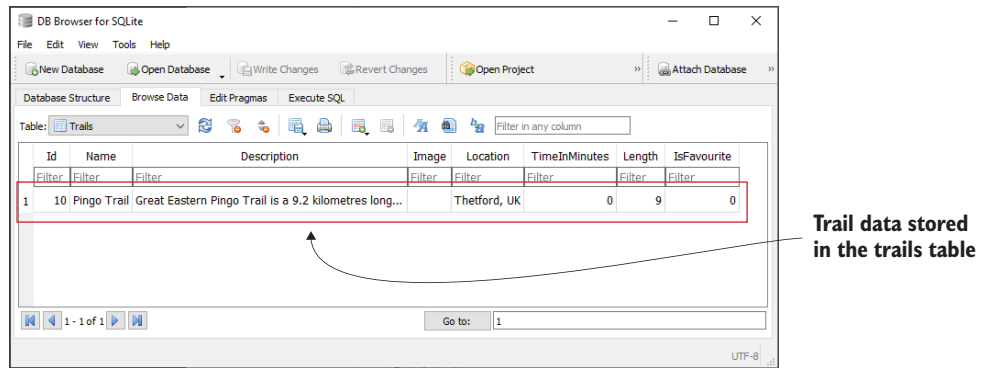 DB Browser for SQLite
File Edit View Tools Help
New Database Open Database Write Changes Revert Changes Open Project » Attach Database »
Database Structure Browse Data Edit Pragmas Execute SQL
Table: Trails Filter in any column
Id Name Description Image Location TimeInMinutes Length IsFavourite
Filter Filter Filter Filter Filter Filter Filter Filter
1 10 Pingo Trail Great Eastern Pingo Trail is a 9.2 kilometres long... Thetford, UK 0 9 0
Trail data stored
in the trails table
1 - 1 of 1 Go to: 1
UTF-8